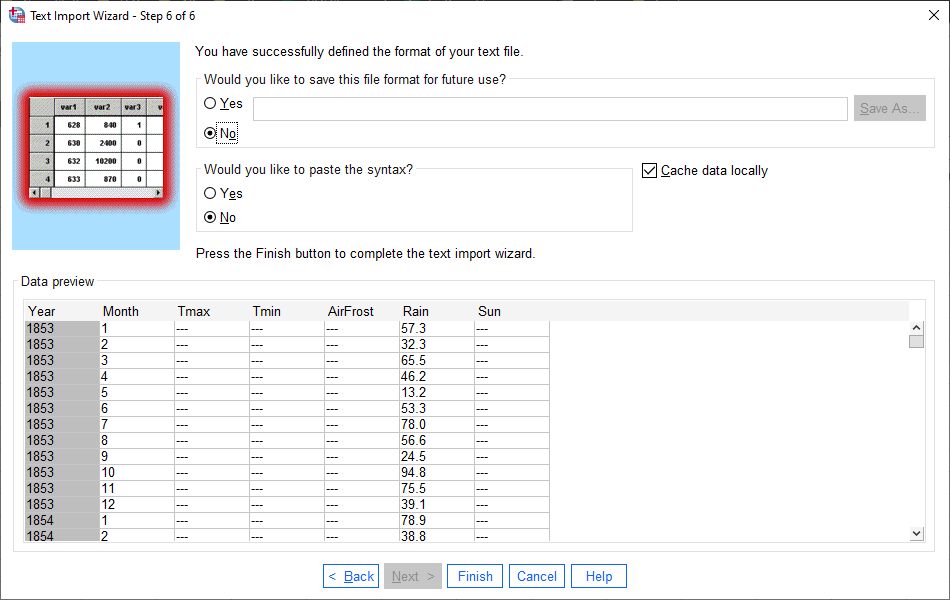 Text Import Wizard - Step 6 of 6
You have successfully defined the format of your text file.
Would you like to save this file format for future use?
Yes
Save As...
No
var1 var2 var3 v
1 628 840 1
2 630 2400 0
3 632 10200 0
4 633 870 0
Would you like to paste the syntax?
Cache data locally
Yes
No
Press the Finish button to complete the text import wizard.
Data preview
Year Month Tmax Tmin AirFrost Rain Sun
1853 1 --- --- --- 57.3 ---
1853 2 --- --- --- 32.3 ---
1853 3 --- --- --- 65.5 ---
1853 4 --- --- --- 46.2 ---
1853 5 --- --- --- 13.2 ---
1853 6 --- --- --- 53.3 ---
1853 7 --- --- --- 78.0 ---
1853 8 --- --- --- 56.6 ---
1853 9 --- --- --- 24.5 ---
1853 10 --- --- --- 94.8 ---
1853 11 --- --- --- 75.5 ---
1853 12 --- --- --- 39.1 ---
1854 1 --- --- --- 78.9 ---
1854 2 --- --- --- 38.8 ---
< Back Next > Finish Cancel Help